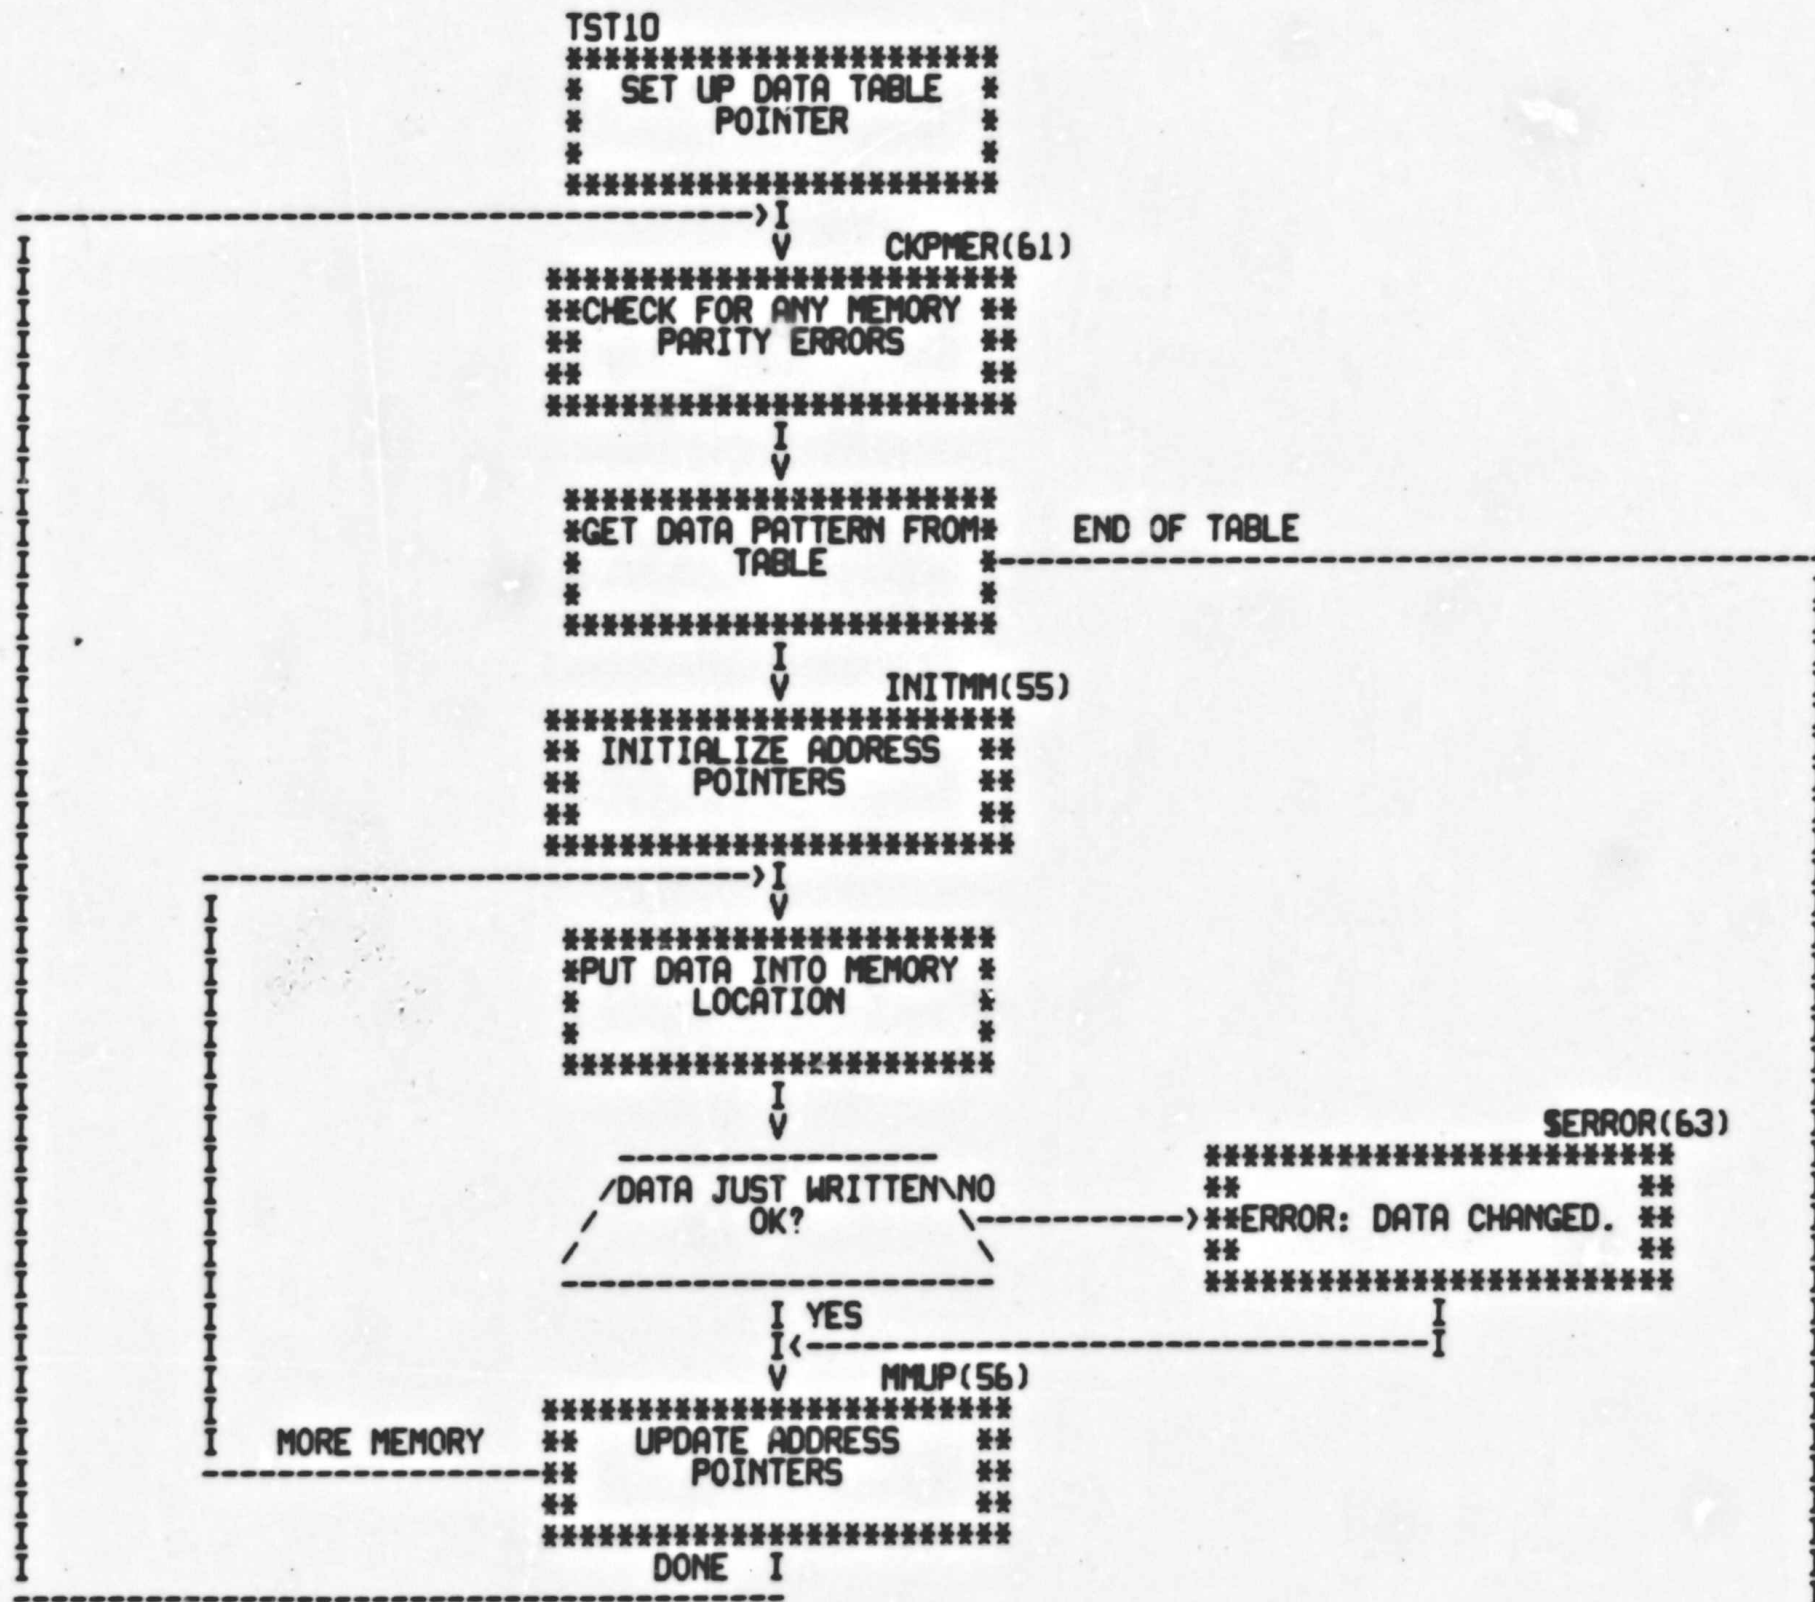 TST10
SET UP DATA TABLE
POINTER
CKPMER(61)
CHECK FOR ANY MEMORY
PARITY ERRORS
GET DATA PATTERN FROM
TABLE
END OF TABLE
INITMM(55)
INITIALIZE ADDRESS
POINTERS
PUT DATA INTO MEMORY
LOCATION
DATA JUST WRITTEN
OK?
NO
$ERROR(63)
ERROR: DATA CHANGED.
YES
MMUP(56)
UPDATE ADDRESS
POINTERS
MORE MEMORY
DONE